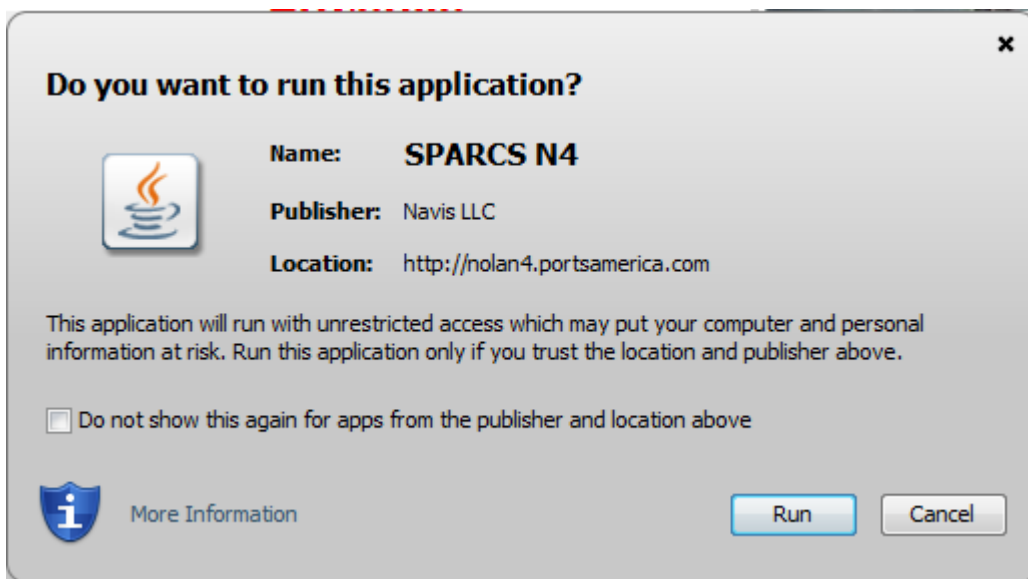 Do you want to run this application?
Name: SPARCS N4
Publisher: Navis LLC
Location: http://nolan4.portsamerica.com
This application will run with unrestricted access which may put your computer and personal
information at risk. Run this application only if you trust the location and publisher above.
Do not show this again for apps from the publisher and location above
More Information
Run Cancel